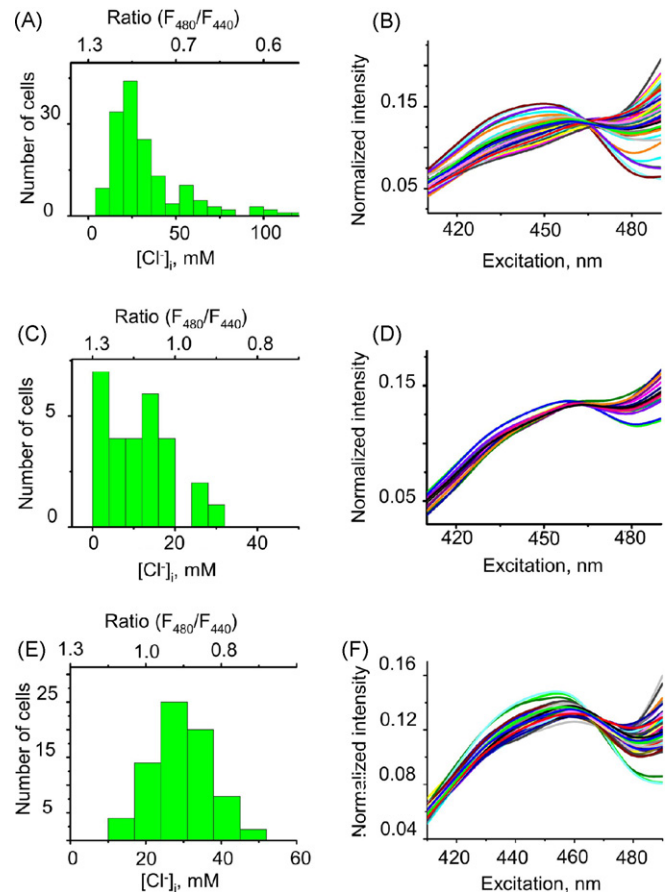 (A)
Ratio (F480/F440)
1.3 0.7 0.6
Number of cells
30
0
0 50 100
[Cl-]i, mM
(B)
Normalized intensity
0.15
0.05
420 450 480
Excitation, nm
(C)
Ratio (F480/F440)
1.3 1.0 0.8
Number of cells
5
0
0 20 40
[Cl-]i, mM
(D)
Normalized intensity
0.15
0.05
420 450 480
Excitation, nm
(E)
Ratio (F480/F440)
1.3 1.0 0.8
Number of cells
25
15
5
0 20 40 60
[Cl-]i, mM
(F)
Normalized intensity
0.16
0.12
0.08
0.04
420 440 460 480
Excitation, nm